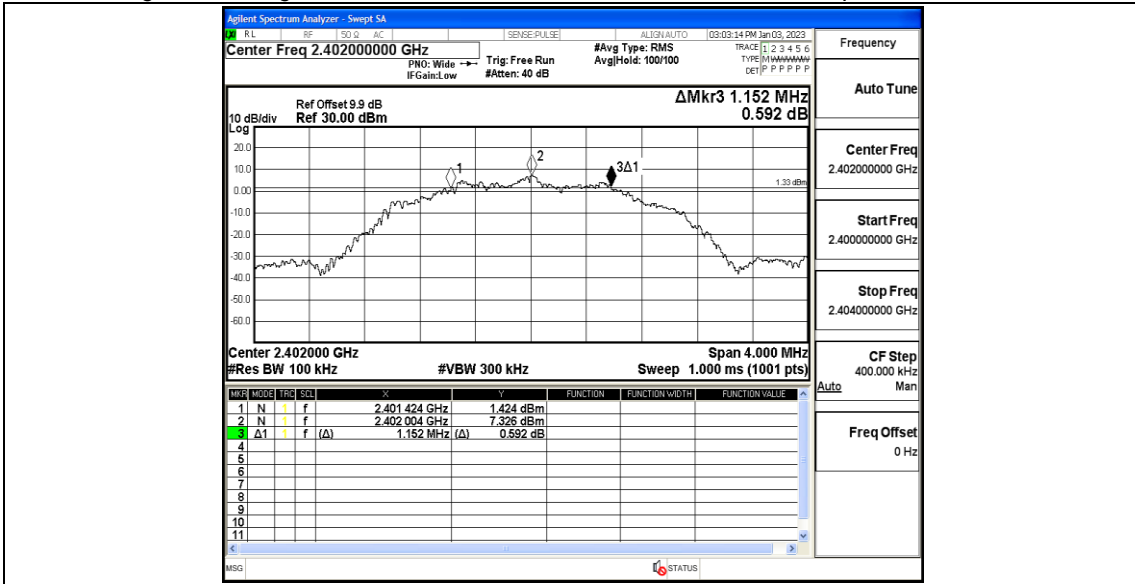 Agilent Spectrum Analyzer - Swept SA
RL RF 50 Ω AC SENSE:PULSE ALIGNAUTO 03:03:14 PM Jan 03, 2023
Center Freq 2.402000000 GHz
PNO: Wide
IFGain:Low
Trig: Free Run
#Atten: 40 dB
#Avg Type: RMS
Avg|Hold: 100/100
TRACE 1 2 3 4 5 6
TYPE MWWWWW
DET P P P P P P
ΔMkr3 1.152 MHz
0.592 dB
Ref Offset 9.9 dB
10 dB/div Ref 30.00 dBm
Log
20.0
10.0
0.00
-10.0
-20.0
-30.0
-40.0
-50.0
-60.0
1
2
3Δ1
1.33 dBm
Center 2.402000 GHz Span 4.000 MHz
#Res BW 100 kHz #VBW 300 kHz Sweep 1.000 ms (1001 pts)
MKR MODE TRC SCL X Y FUNCTION FUNCTION WIDTH FUNCTION VALUE
1 N 1 f 2.401 424 GHz 1.424 dBm
2 N 1 f 2.402 004 GHz 7.326 dBm
3 Δ1 1 f (Δ) 1.152 MHz (Δ) 0.592 dB
4
5
6
7
8
9
10
11
MSG STATUS
Frequency
Auto Tune
Center Freq
2.402000000 GHz
Start Freq
2.400000000 GHz
Stop Freq
2.404000000 GHz
CF Step
400.000 kHz
Auto Man
Freq Offset
0 Hz